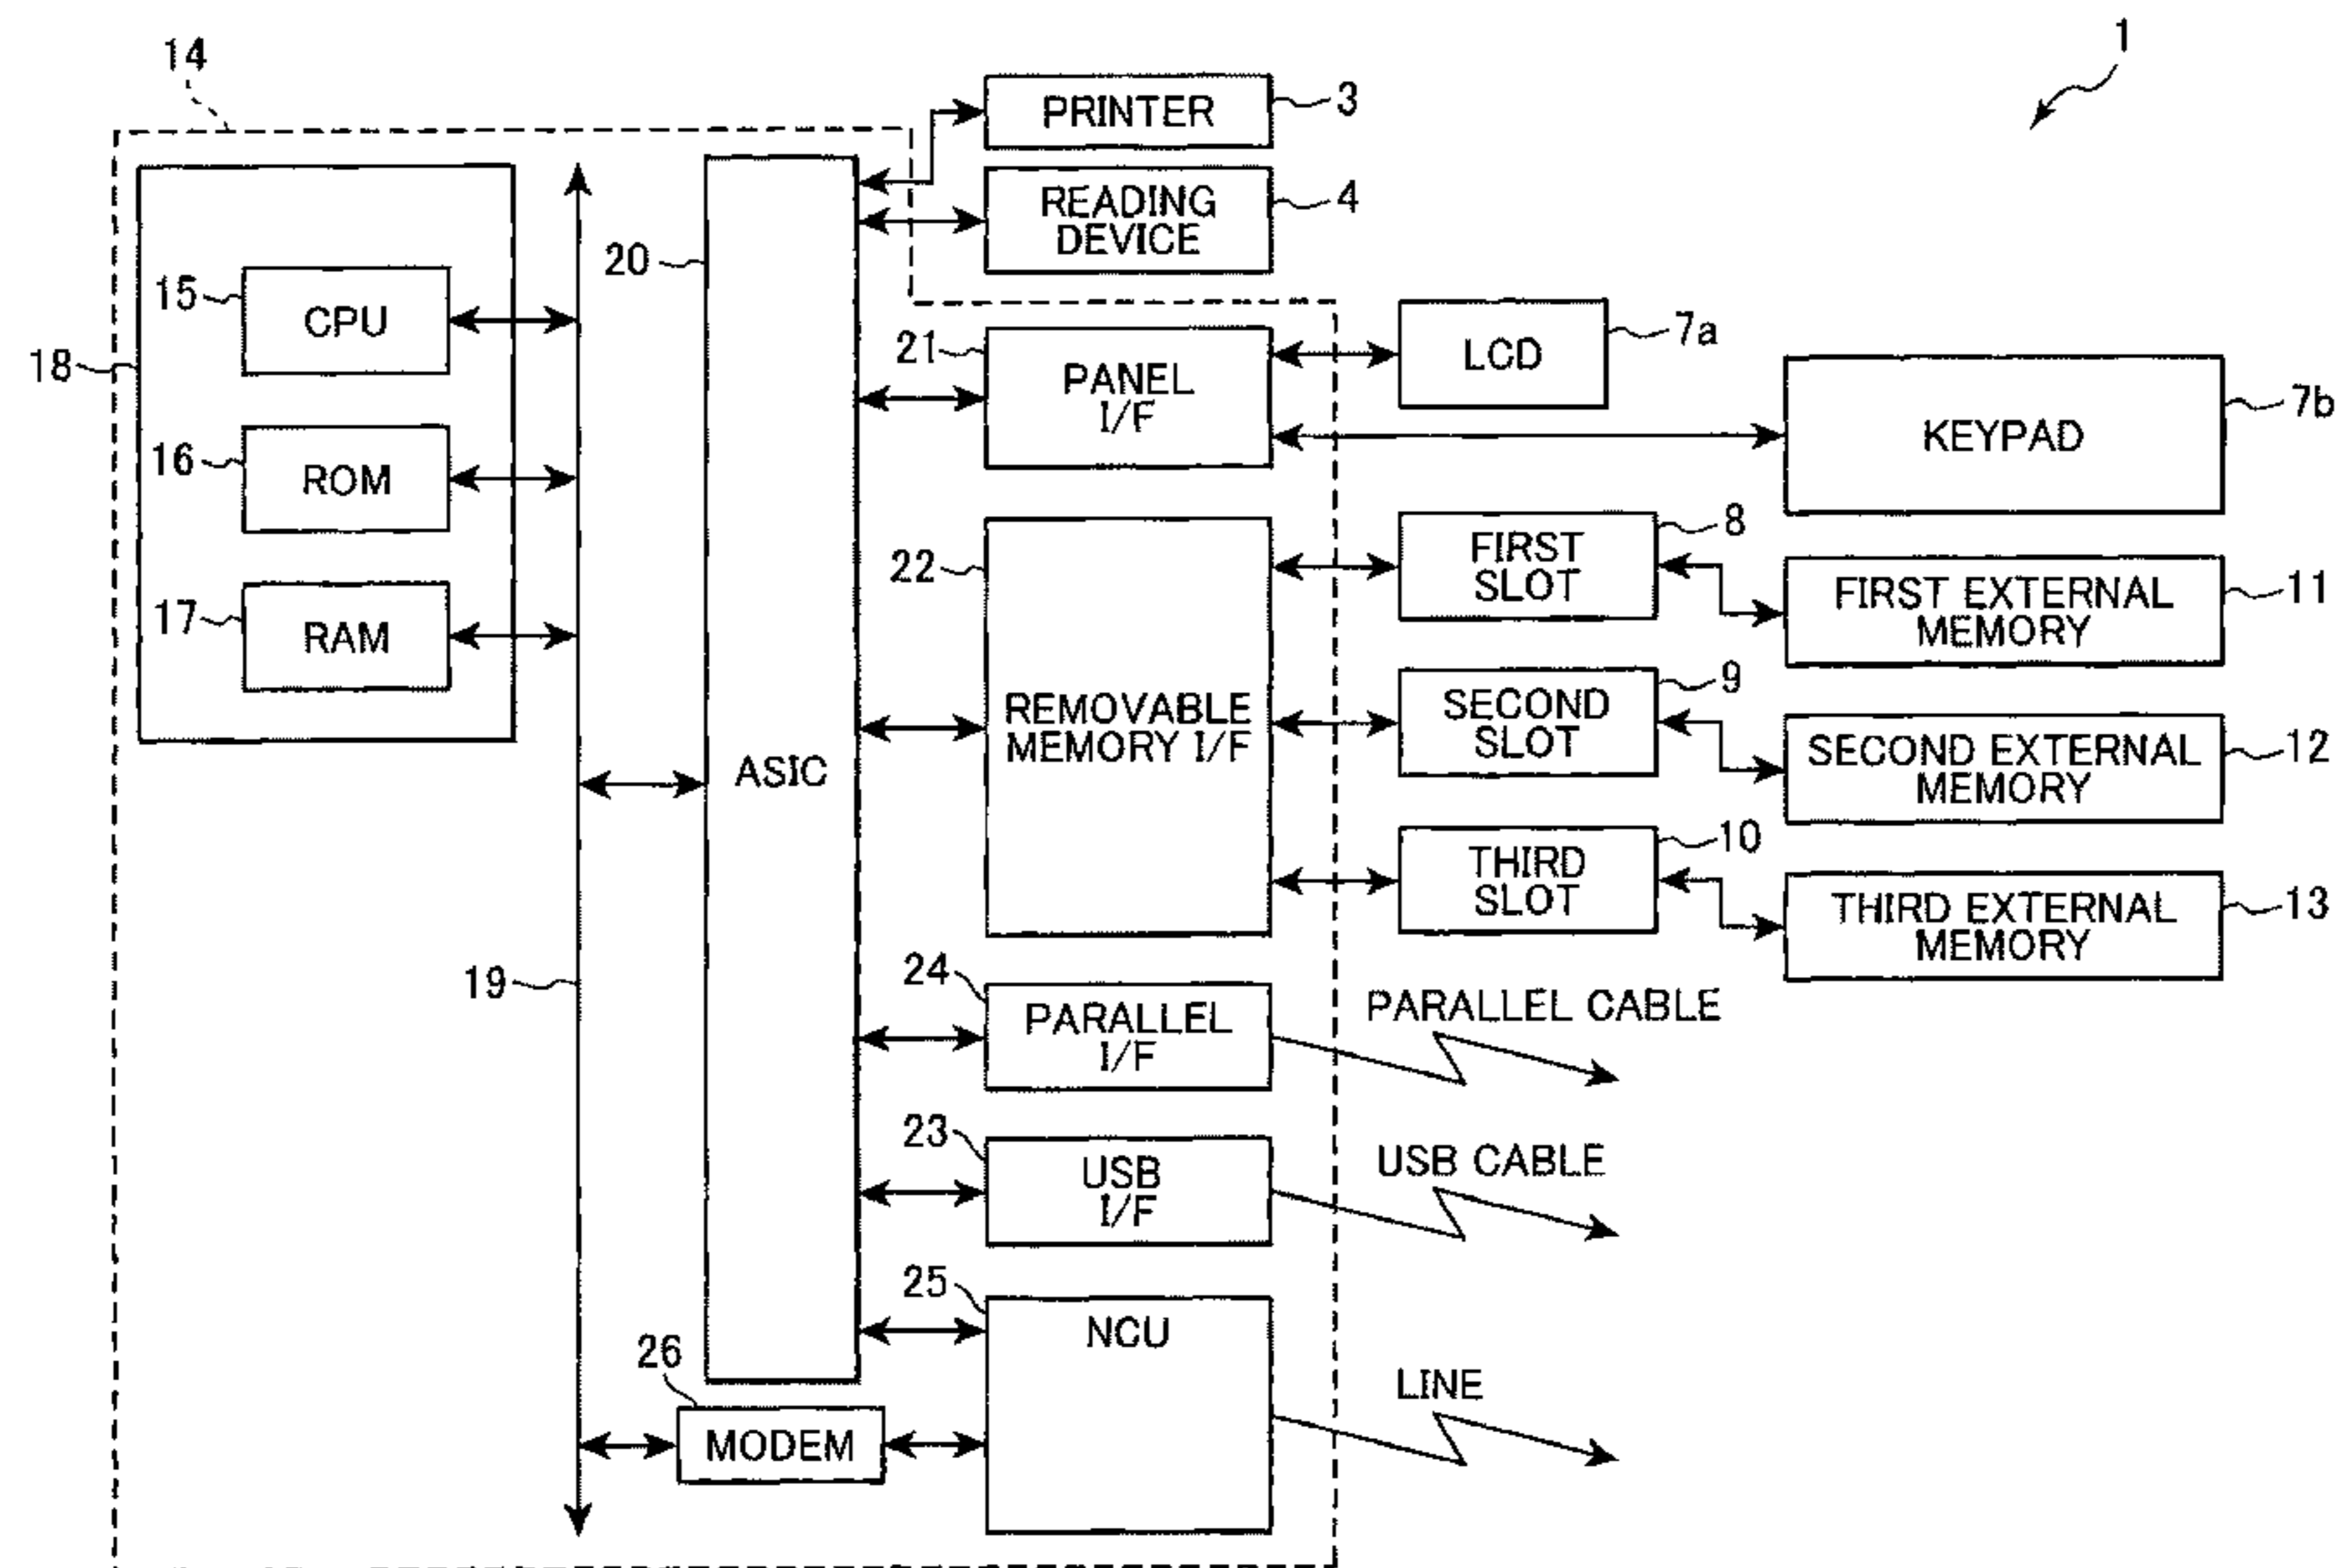 1
14
PRINTER
3
READING
DEVICE
4
20
15
CPU
18
16
ROM
17
RAM
21
PANEL
I/F
LCD
7a
KEYPAD
7b
22
REMOVABLE
MEMORY I/F
ASIC
FIRST
SLOT
8
FIRST EXTERNAL
MEMORY
11
SECOND
SLOT
9
SECOND EXTERNAL
MEMORY
12
THIRD
SLOT
10
THIRD EXTERNAL
MEMORY
13
19
24
PARALLEL
I/F
PARALLEL CABLE
23
USB
I/F
USB CABLE
25
NCU
26
MODEM
LINE